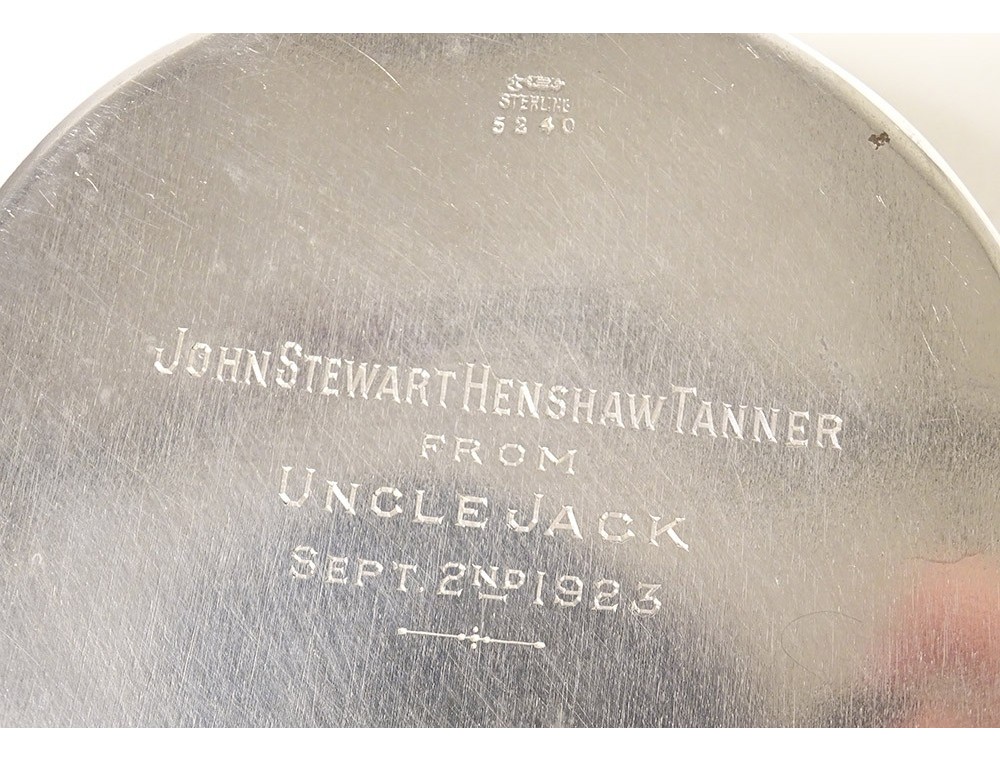 STERLING
5240
JOHN STEWART HENSHAW TANNER
FROM
UNCLE JACK
SEPT. 2ND 1923